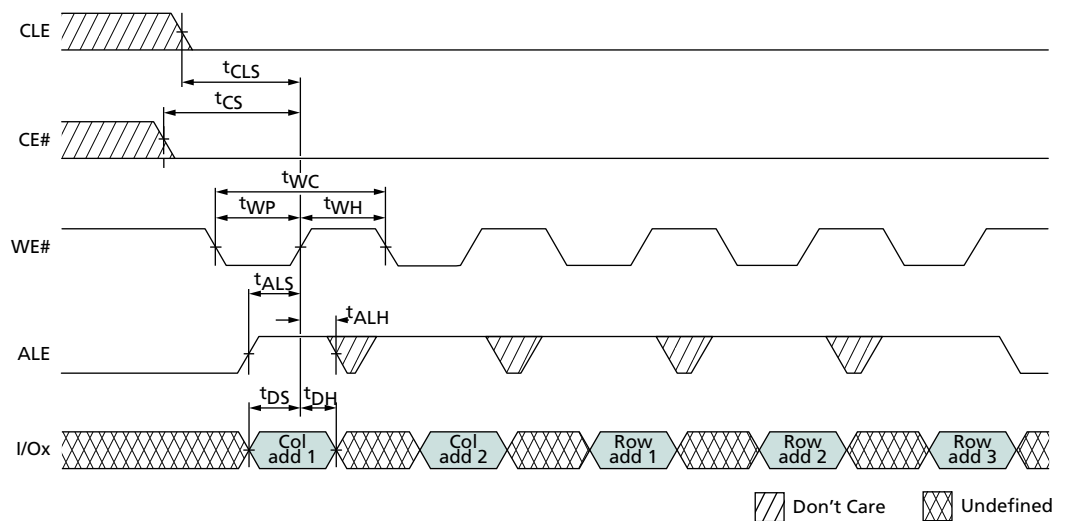 CLE
tCLS
tCS
CE#
tWC
tWP
tWH
WE#
tALS
tALH
ALE
tDS
tDH
I/Ox
Col
add 1
Col
add 2
Row
add 1
Row
add 2
Row
add 3
Don't Care
Undefined